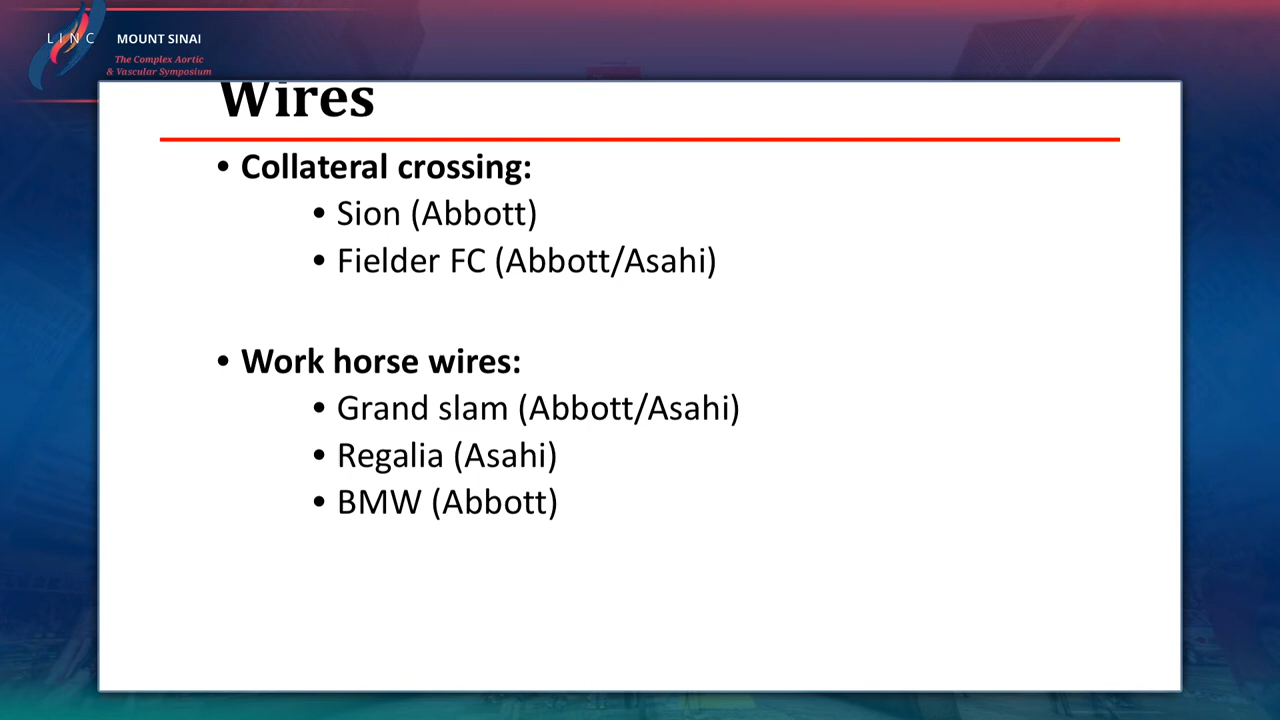 LINC
MOUNT SINAI
The Complex Aortic
& Vascular Symposium
Wires
• Collateral crossing:
• Sion (Abbott)
• Fielder FC (Abbott/Asahi)
• Work horse wires:
• Grand slam (Abbott/Asahi)
• Regalia (Asahi)
• BMW (Abbott)